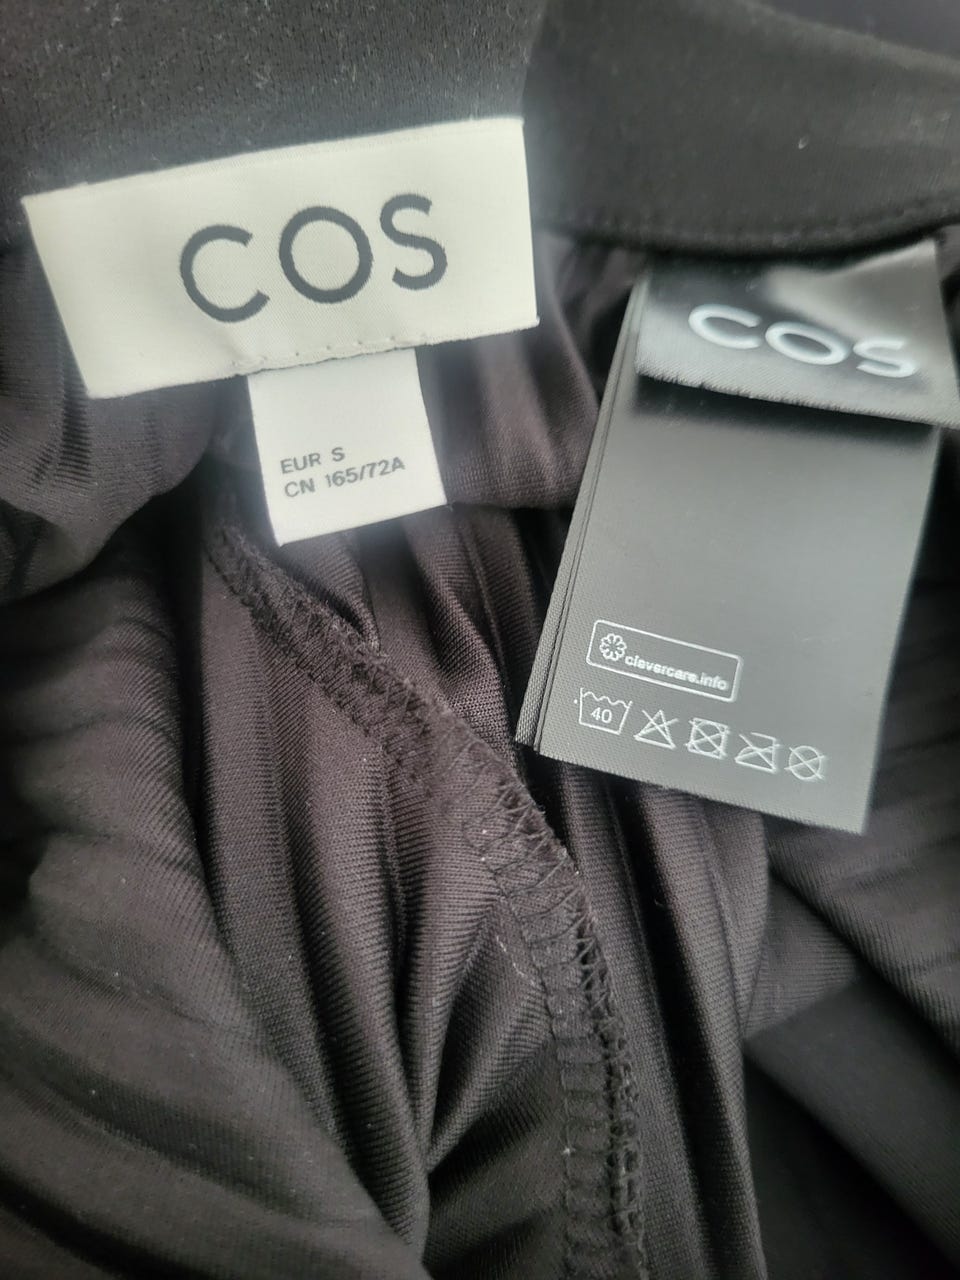 COS
EUR S
CN 165/72A
COS
clevercare.info
40